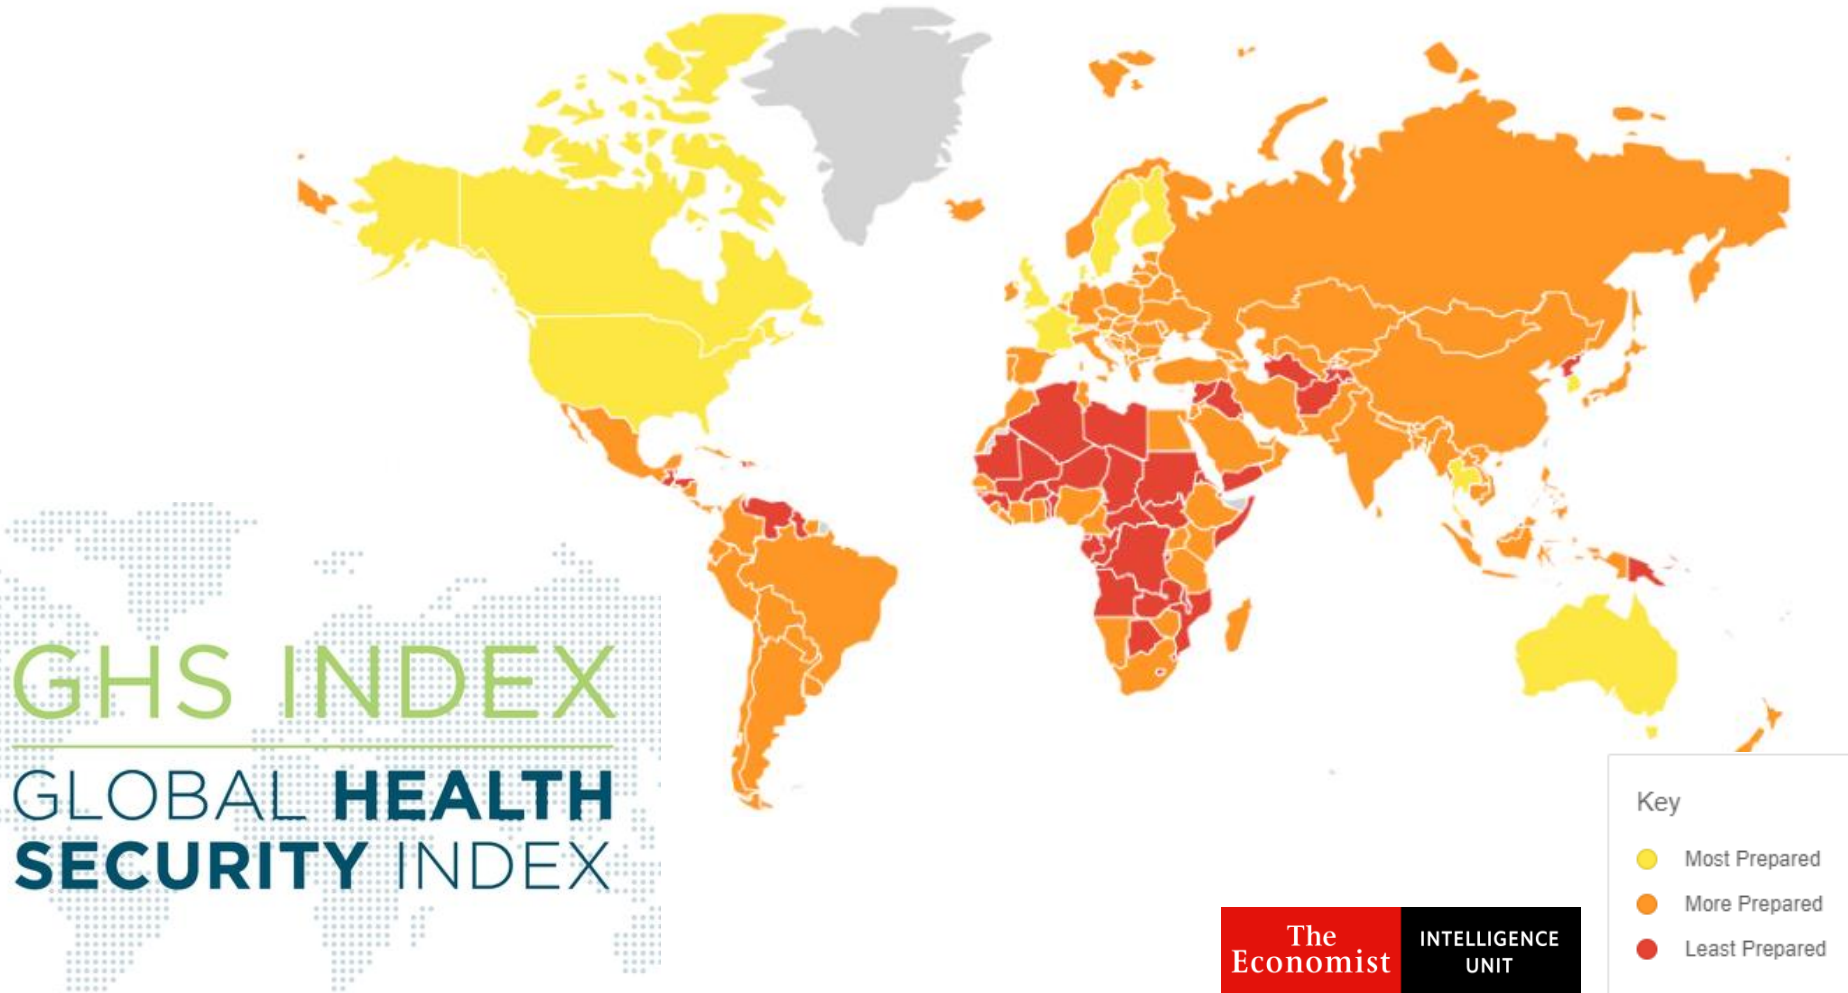 GHS INDEX
GLOBAL HEALTH
SECURITY INDEX
The
Economist
INTELLIGENCE
UNIT
Key
Most Prepared
More Prepared
Least Prepared